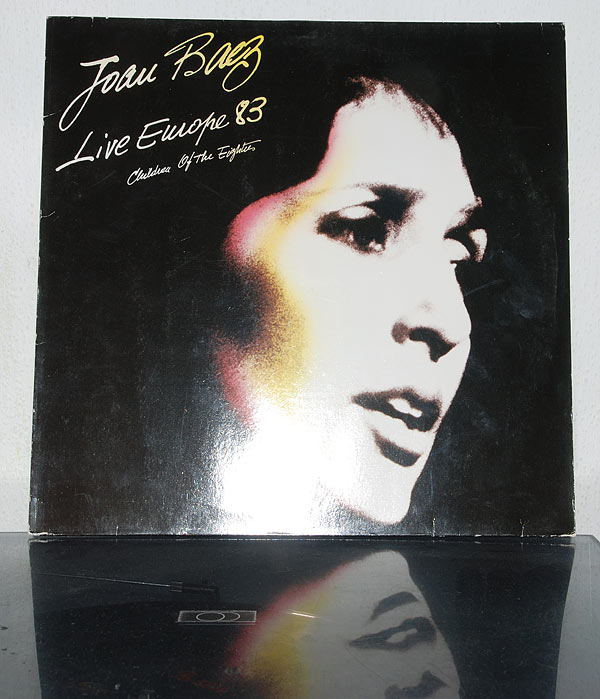 Joan Baez
Live Europe 83
Children Of The Eighties